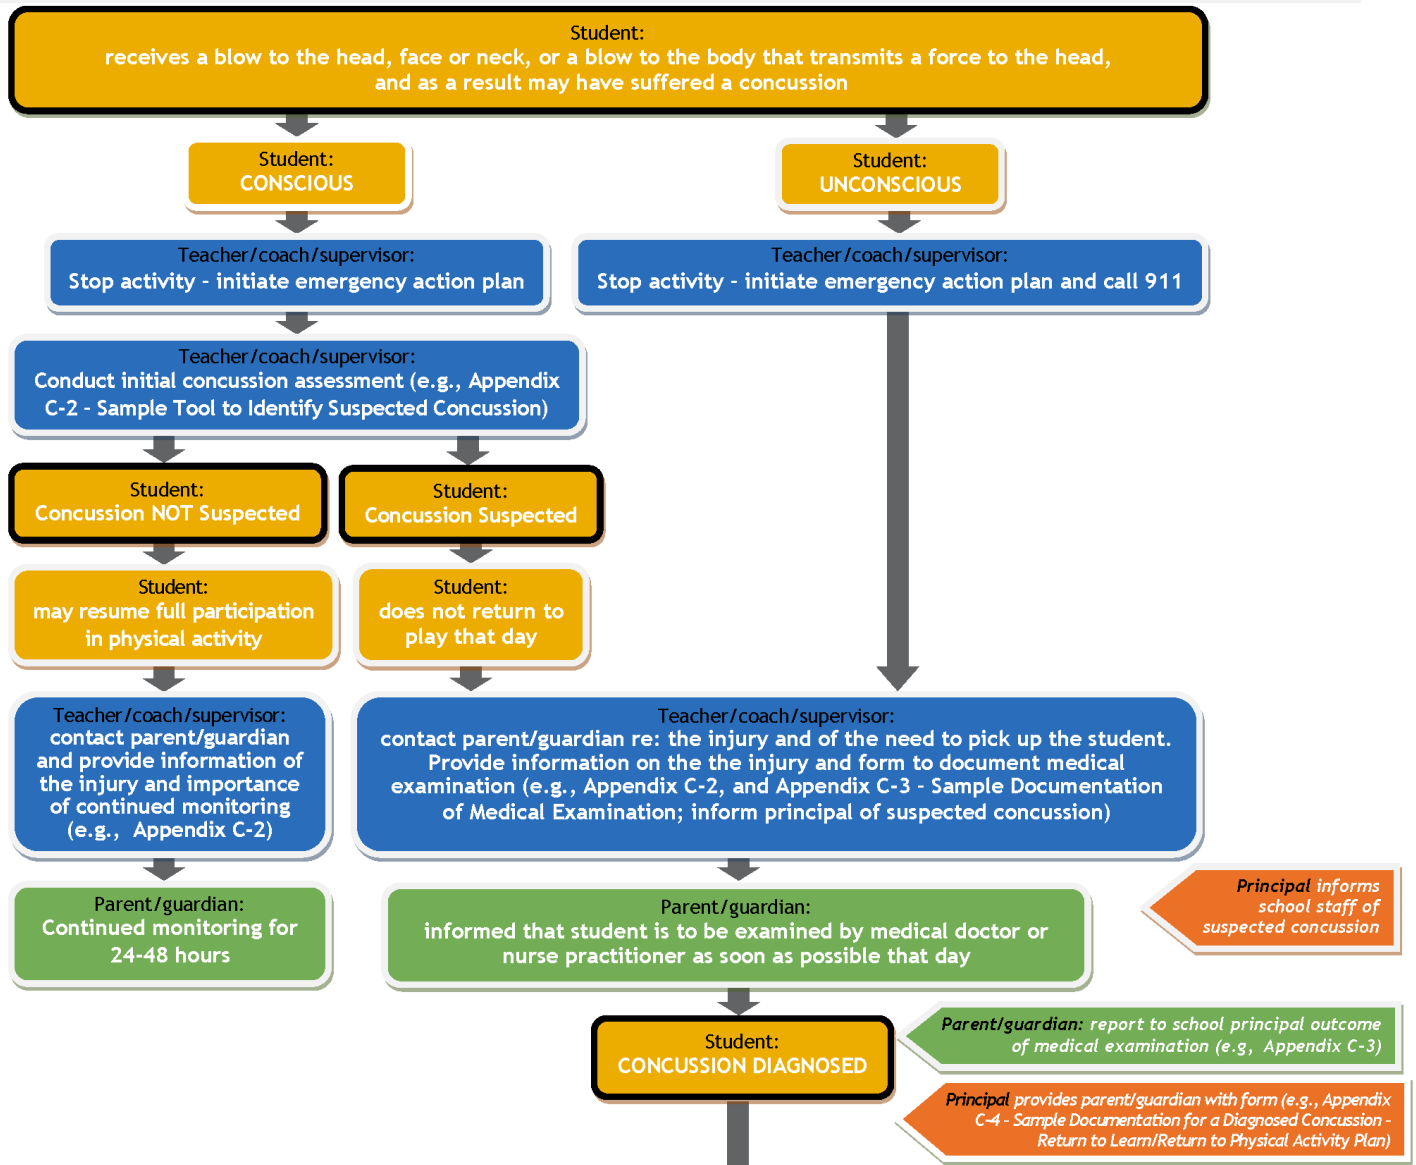 Student:
receives a blow to the head, face or neck, or a blow to the body that transmits a force to the head,
and as a result may have suffered a concussion
Student:
CONSCIOUS
Student:
UNCONSCIOUS
Teacher/coach/supervisor:
Stop activity - initiate emergency action plan
Teacher/coach/supervisor:
Stop activity - initiate emergency action plan and call 911
Teacher/coach/supervisor:
Conduct initial concussion assessment (e.g., Appendix
C-2 - Sample Tool to Identify Suspected Concussion)
Student:
Concussion NOT Suspected
Student:
Concussion Suspected
Student:
may resume full participation
in physical activity
Student:
does not return to
play that day
Teacher/coach/supervisor:
contact parent/guardian
and provide information of
the injury and importance
of continued monitoring
(e.g., Appendix C-2)
Teacher/coach/supervisor:
contact parent/guardian re: the injury and of the need to pick up the student.
Provide information on the the injury and form to document medical
examination (e.g., Appendix C-2, and Appendix C-3 - Sample Documentation
of Medical Examination; inform principal of suspected concussion)
Parent/guardian:
Continued monitoring for
24-48 hours
Parent/guardian:
informed that student is to be examined by medical doctor or
nurse practitioner as soon as possible that day
Principal informs
school staff of
suspected concussion
Student:
CONCUSSION DIAGNOSED
Parent/guardian: report to school principal outcome
of medical examination (e.g, Appendix C-3)
Principal provides parent/guardian with form (e.g., Appendix
C-4 - Sample Documentation for a Diagnosed Concussion -
Return to Learn/Return to Physical Activity Plan)